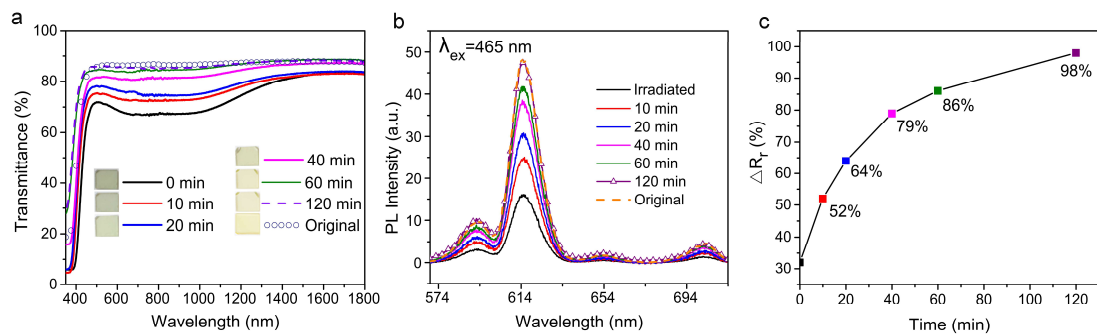 a
100
80
60
40
20
0
Transmittance (%)
400 600 800 1000 1200 1400 1600 1800
Wavelength (nm)
0 min
10 min
20 min
40 min
60 min
120 min
Original
b
λex=465 nm
50
40
30
20
10
0
PL Intensity (a.u.)
574 614 654 694
Wavelength (nm)
Irradiated
10 min
20 min
40 min
60 min
120 min
Original
c
100
90
80
70
60
50
40
30
△Rr (%)
0 20 40 60 80 100 120
Time (min)
52%
64%
79%
86%
98%